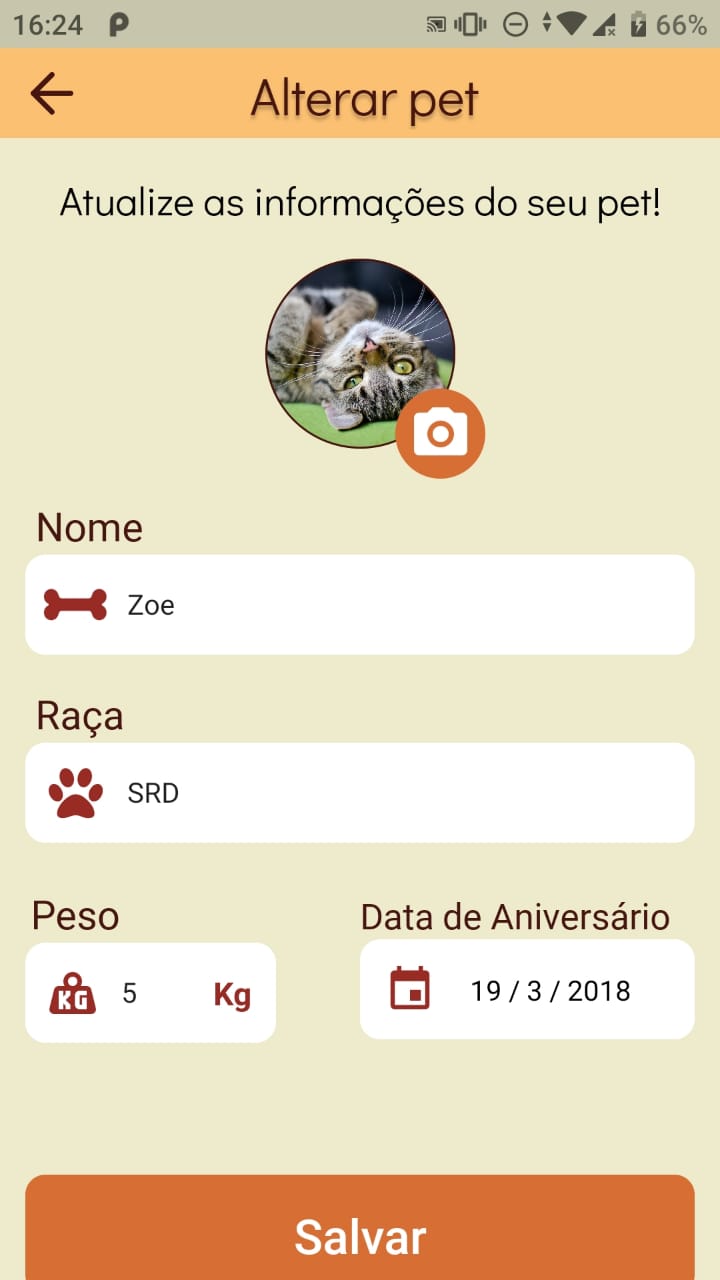 16:24 66%
Alterar pet
Atualize as informações do seu pet!
Nome
Zoe
Raça
SRD
Peso
Data de Aniversário
KG 5 Kg
19 / 3 / 2018
Salvar